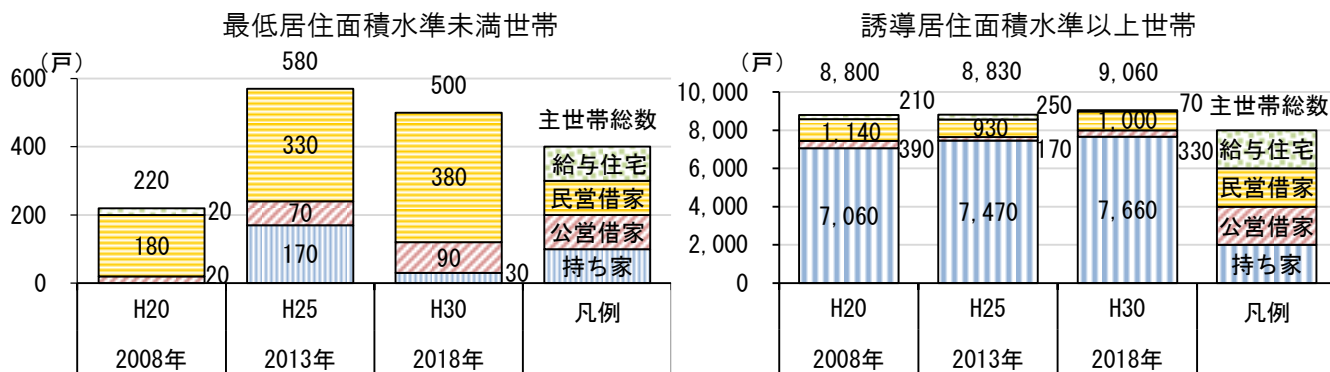 最低居住面積水準未満世帯
(戸)
600
400
200
0
220
20
180
20
580
330
70
170
500
380
90
30
主世帯総数
給与住宅
民営借家
公営借家
持ち家
H20 H25 H30 凡例
2008年 2013年 2018年
誘導居住面積水準以上世帯
(戸)
10,000
8,000
6,000
4,000
2,000
0
8,800
210
1,140
390
7,060
8,830
250
930
170
7,470
9,060
70
1,000
330
7,660
主世帯総数
給与住宅
民営借家
公営借家
持ち家
H20 H25 H30 凡例
2008年 2013年 2018年